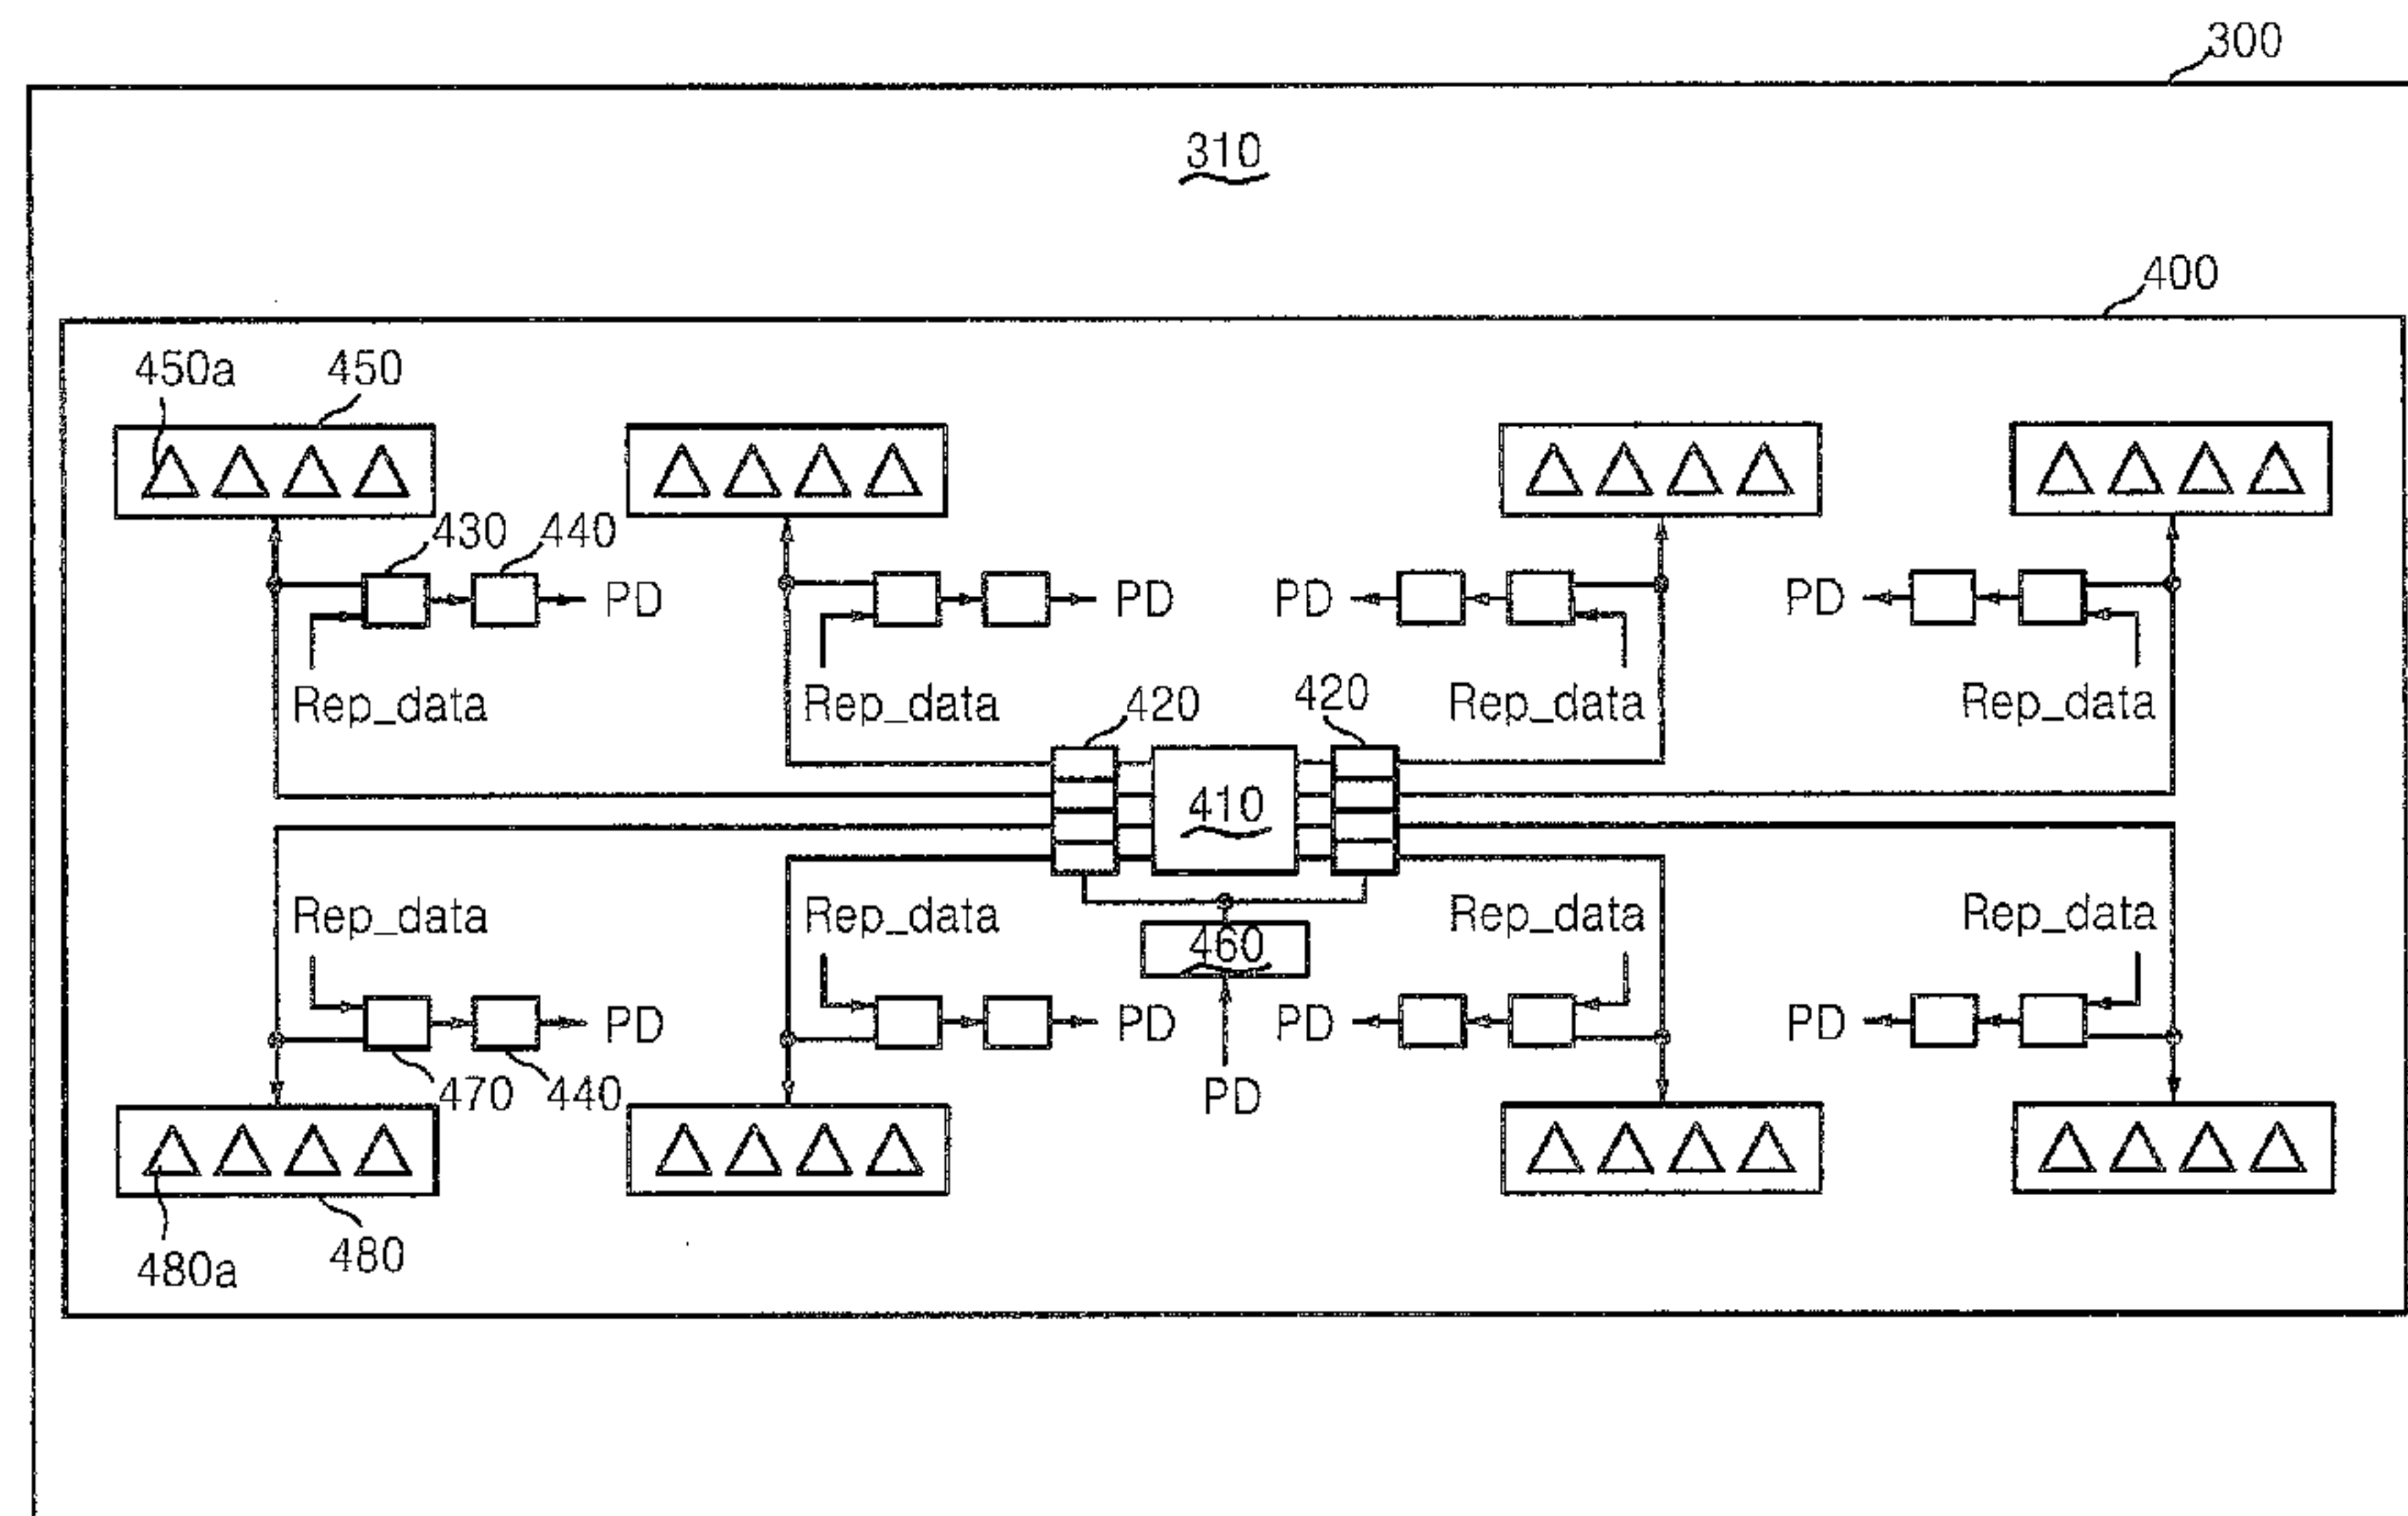 300
310
400
450a 450
430 440
PD PD PD PD
Rep_data Rep_data 420 420 Rep_data Rep_data
410
Rep_data Rep_data 460 Rep_data Rep_data
PD PD PD PD
470 440 PD
480a 480